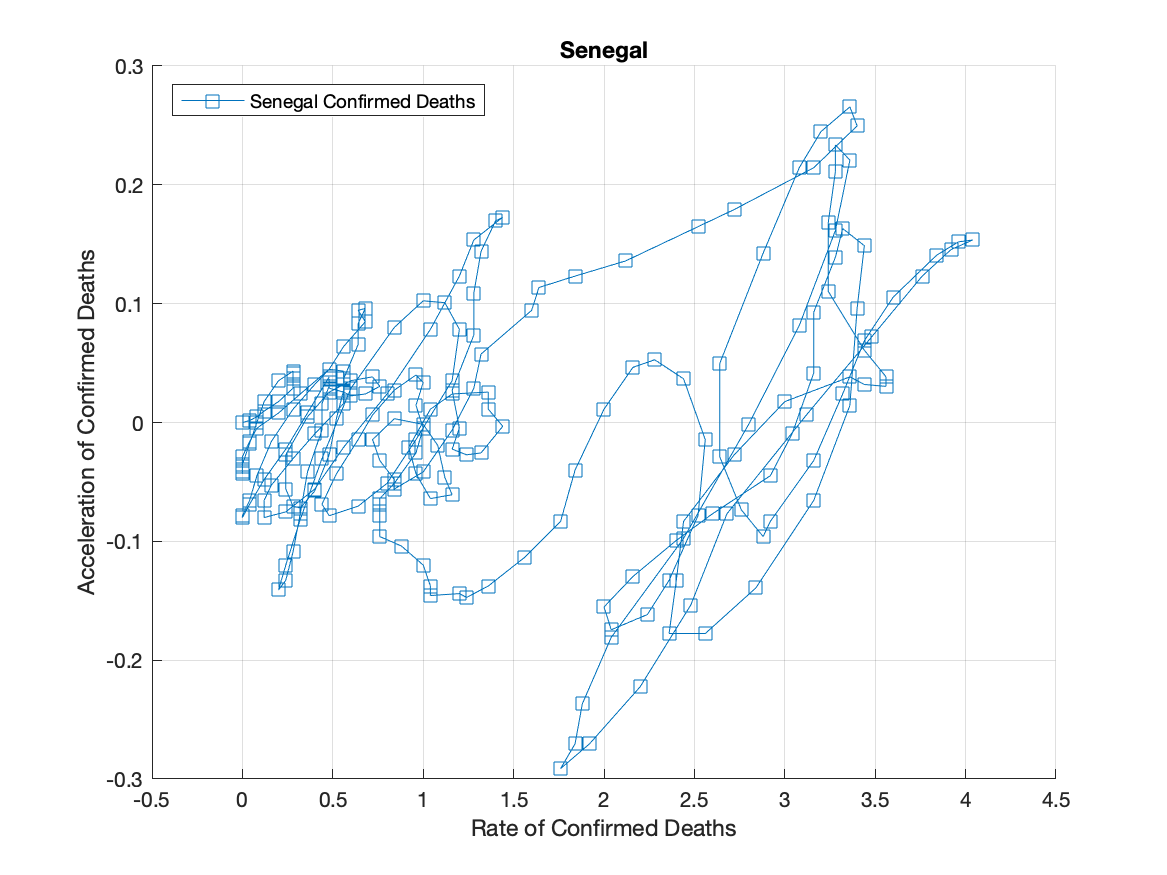 Senegal
Senegal Confirmed Deaths
0.3
0.2
0.1
0
-0.1
-0.2
-0.3
Acceleration of Confirmed Deaths
-0.5 0 0.5 1 1.5 2 2.5 3 3.5 4 4.5
Rate of Confirmed Deaths